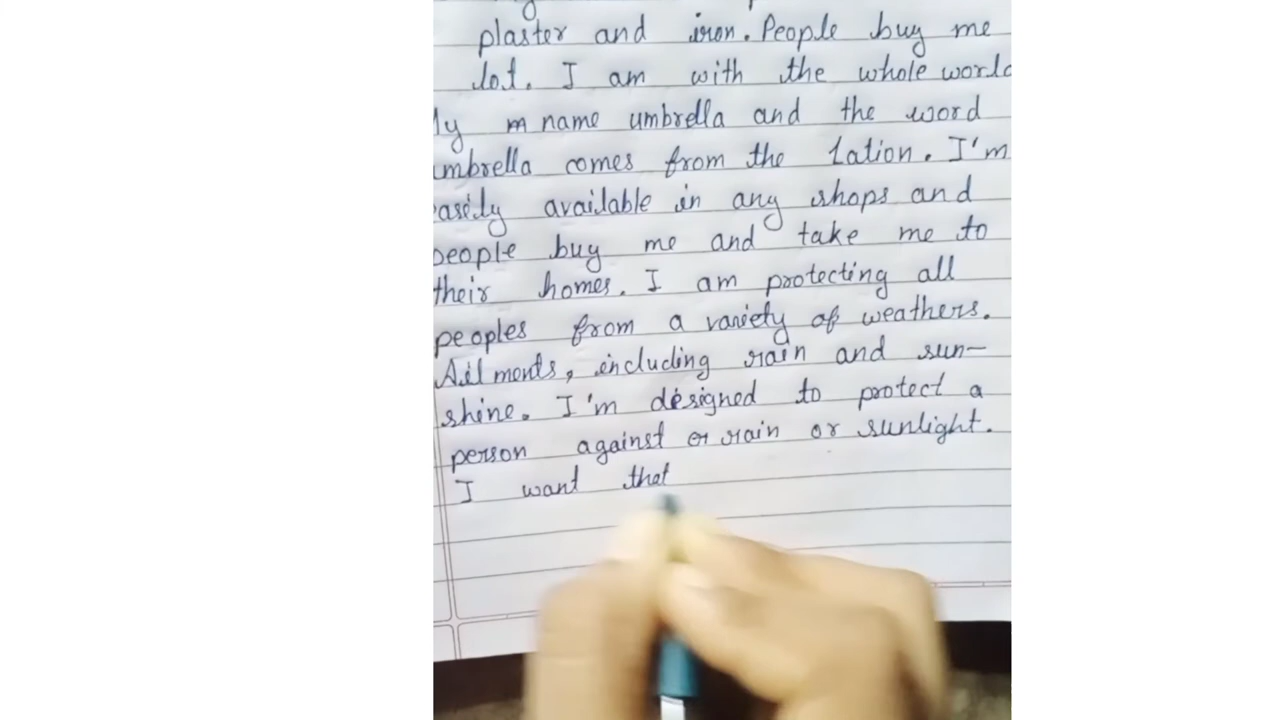 plaster and iron. People buy me
lot. I am with the whole world
My name umbrella and the word
umbrella comes from the Lation. I'm
easily available in any shops and
people buy me and take me to
their homes. I am protecting all
peoples from a variety of weathers.
Ailments, including rain and sun-
shine. I'm designed to protect a
person against rain or sunlight.
I want that